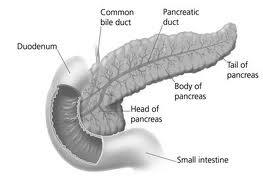 Common
bile duct
Pancreatic
duct
Duodenum
Tail of
pancreas
Body of
pancreas
Head of
pancreas
Small intestine